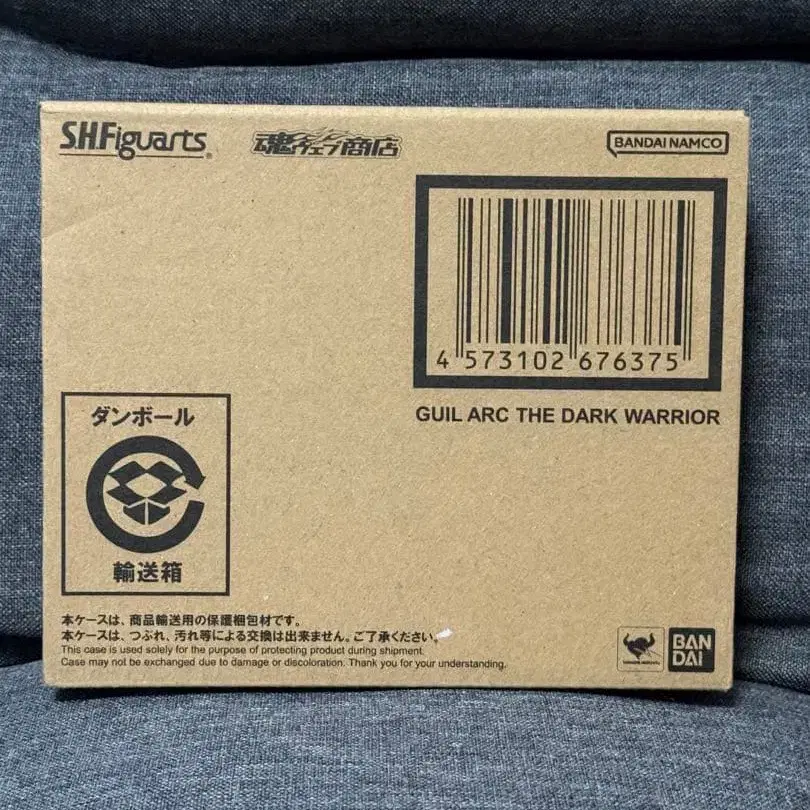 S.H.Figuarts®
魂ウェブ商店
BANDAI NAMCO
4 573102 676375
GUIL ARC THE DARK WARRIOR
ダンボール
輸送箱
本ケースは、商品輸送用の保護梱包材です。
本ケースは、つぶれ、汚れ等による交換は出来ません。ご了承ください。
This case is used solely for the purpose of protecting product during shipment.
Case may not be exchanged due to damage or discoloration. Thank you for your understanding.
BAN
DAI